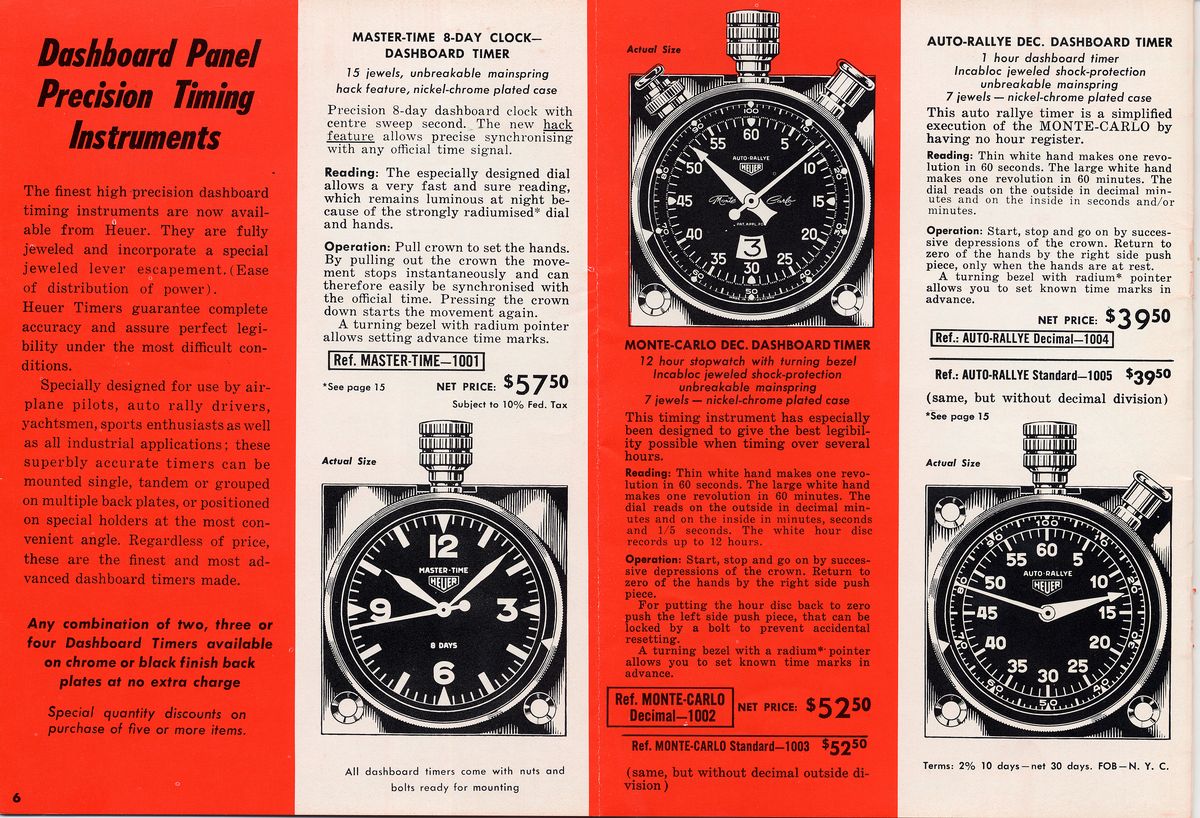 Dashboard Panel
Precision Timing
Instruments
The finest high precision dashboard
timing instruments are now avail-
able from Heuer. They are fully
jeweled and incorporate a special
jeweled lever escapement. (Ease
of distribution of power).
Heuer Timers guarantee complete
accuracy and assure perfect legi-
bility under the most difficult con-
ditions.
Specially designed for use by air-
plane pilots, auto rally drivers,
yachtsmen, sports enthusiasts as well
as all industrial applications; these
superbly accurate timers can be
mounted single, tandem or grouped
on multiple back plates, or positioned
on special holders at the most con-
venient angle. Regardless of price,
these are the finest and most ad-
vanced dashboard timers made.
Any combination of two, three or
four Dashboard Timers available
on chrome or black finish back
plates at no extra charge
Special quantity discounts on
purchase of five or more items.
6
MASTER-TIME 8-DAY CLOCK—
DASHBOARD TIMER
15 jewels, unbreakable mainspring
hack feature, nickel-chrome plated case
Precision 8-day dashboard clock with
centre sweep second. The new hack
feature allows precise synchronising
with any official time signal.
Reading: The especially designed dial
allows a very fast and sure reading,
which remains luminous at night be-
cause of the strongly radiumised* dial
and hands.
Operation: Pull crown to set the hands.
By pulling out the crown the move-
ment stops instantaneously and can
therefore easily be synchronised with
the official time. Pressing the crown
down starts the movement again.
A turning bezel with radium pointer
allows setting advance time marks.
Ref. MASTER-TIME—1001
*See page 15 NET PRICE: $57 50
Subject to 10% Fed. Tax
Actual Size
12
MASTER-TIME
HEUER
9 3
8 DAYS
6
All dashboard timers come with nuts and
bolts ready for mounting
Actual Size
100
60
55 5
50 10
45 15
40 20
35 25
30
AUTO-RALLYE
HEUER
Monte Carlo
PAT. APPL. FOR
3
50
MONTE-CARLO DEC. DASHBOARD TIMER
12 hour stopwatch with turning bezel
Incabloc jeweled shock-protection
unbreakable mainspring
7 jewels — nickel-chrome plated case
This timing instrument has especially
been designed to give the best legibil-
ity possible when timing over several
hours.
Reading: Thin white hand makes one revo-
lution in 60 seconds. The large white hand
makes one revolution in 60 minutes. The
dial reads on the outside in decimal min-
utes and on the inside in minutes, seconds
and 1/5 seconds. The white hour disc
records up to 12 hours.
Operation: Start, stop and go on by succes-
sive depressions of the crown. Return to
zero of the hands by the right side push
piece.
For putting the hour disc back to zero
push the left side push piece, that can be
locked by a bolt to prevent accidental
resetting.
A turning bezel with a radium* pointer
allows you to set known time marks in
advance.
Ref. MONTE-CARLO
Decimal—1002
NET PRICE: $52 50
Ref. MONTE-CARLO Standard—1003 $52 50
(same, but without decimal outside di-
vision)
AUTO-RALLYE DEC. DASHBOARD TIMER
1 hour dashboard timer
Incabloc jeweled shock-protection
unbreakable mainspring
7 jewels — nickel-chrome plated case
This auto rallye timer is a simplified
execution of the MONTE-CARLO by
having no hour register.
Reading: Thin white hand makes one revo-
lution in 60 seconds. The large white hand
makes one revolution in 60 minutes. The
dial reads on the outside in decimal min-
utes and on the inside in seconds and/or
minutes.
Operation: Start, stop and go on by succes-
sive depressions of the crown. Return to
zero of the hands by the right side push
piece, only when the hands are at rest.
A turning bezel with radium* pointer
allows you to set known time marks in
advance.
NET PRICE: $39 50
Ref.: AUTO-RALLYE Decimal—1004
Ref.: AUTO-RALLYE Standard—1005 $39 50
(same, but without decimal division)
*See page 15
Actual Size
100
60
55 5
50 10
45 15
40 20
35 25
30
AUTO-RALLYE
HEUER
50
Terms: 2% 10 days—net 30 days. FOB—N. Y. C.